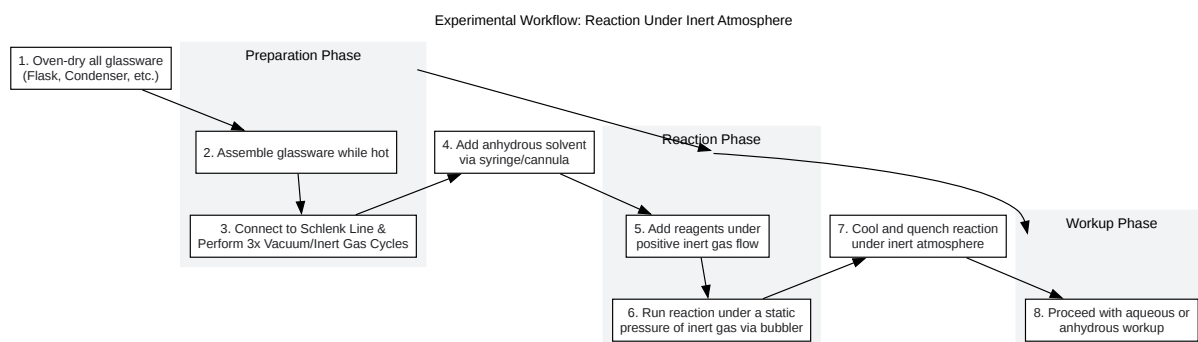 Experimental Workflow: Reaction Under Inert Atmosphere
1. Oven-dry all glassware
(Flask, Condenser, etc.)
Preparation Phase
2. Assemble glassware while hot
3. Connect to Schlenk Line &
Perform 3x Vacuum/Inert Gas Cycles
4. Add anhydrous solvent
via syringe/cannula
Reaction Phase
5. Add reagents under
positive inert gas flow
6. Run reaction under a static
pressure of inert gas via bubbler
7. Cool and quench reaction
under inert atmosphere
Workup Phase
8. Proceed with aqueous or
anhydrous workup